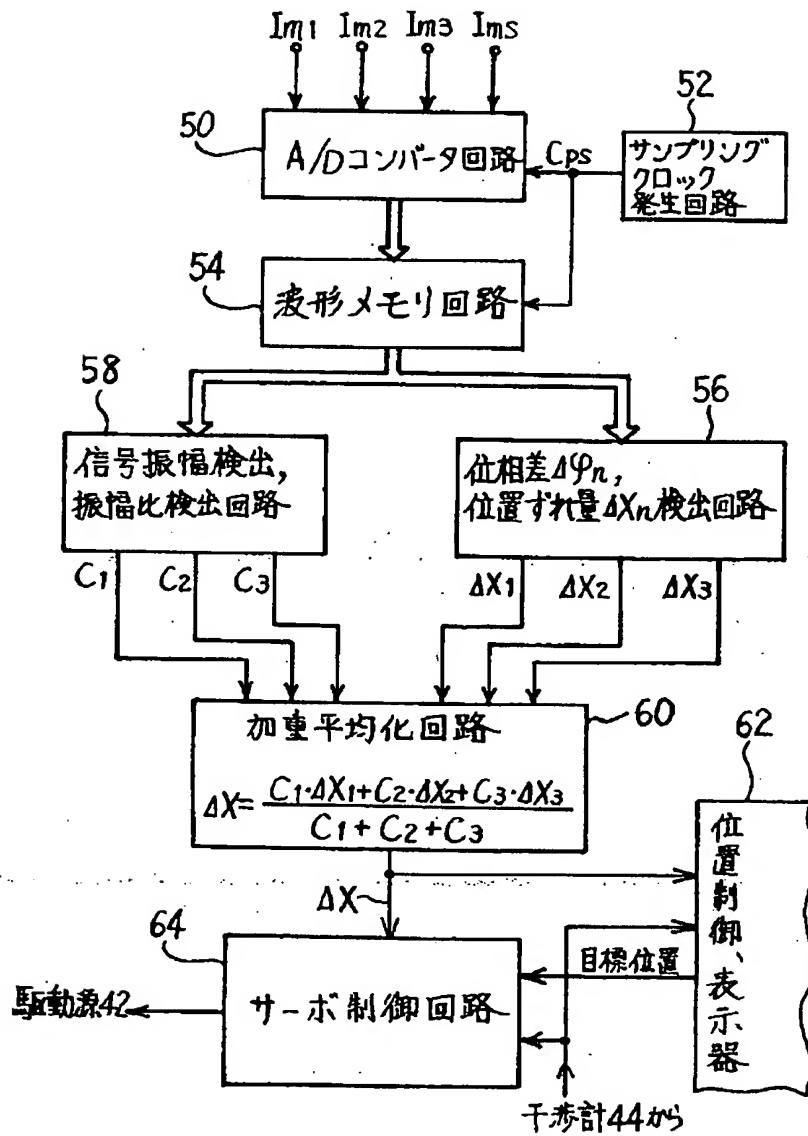 Im1 Im2 Im3 Ims
50
A/Dコンバータ回路
Cps
52
サンプリング
クロック
発生回路
54
波形メモリ回路
58
信号振幅検出,
振幅比検出回路
56
位相差Δφn,
位置ずれ量ΔXn検出回路
C1 C2 C3
ΔX1 ΔX2 ΔX3
60
加重平均化回路
ΔX= C1·ΔX1+C2·ΔX2+C3·ΔX3
C1+C2+C3
62
位置制御、表示器
ΔX
64
サーボ制御回路
目標位置
駆動源42
干渉計44から